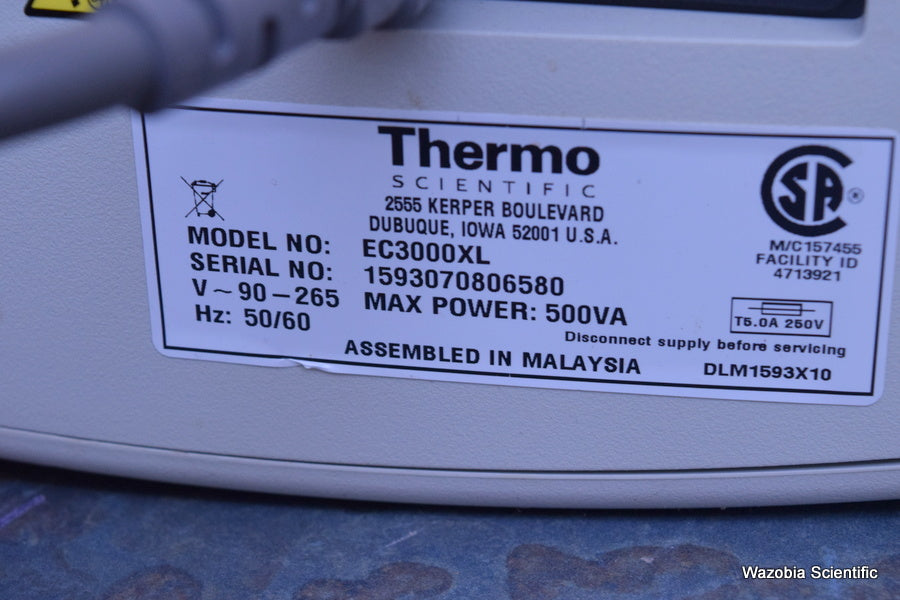 Thermo
SCIENTIFIC
2555 KERPER BOULEVARD
DUBUQUE, IOWA 52001 U.S.A.
MODEL NO: EC3000XL
SERIAL NO: 1593070806580
V ~ 90 – 265 MAX POWER: 500VA
Hz: 50/60
SA ®
M/C157455
FACILITY ID
4713921
T5.0A 250V
Disconnect supply before servicing
ASSEMBLED IN MALAYSIA
DLM1593X10
Wazobia Scientific